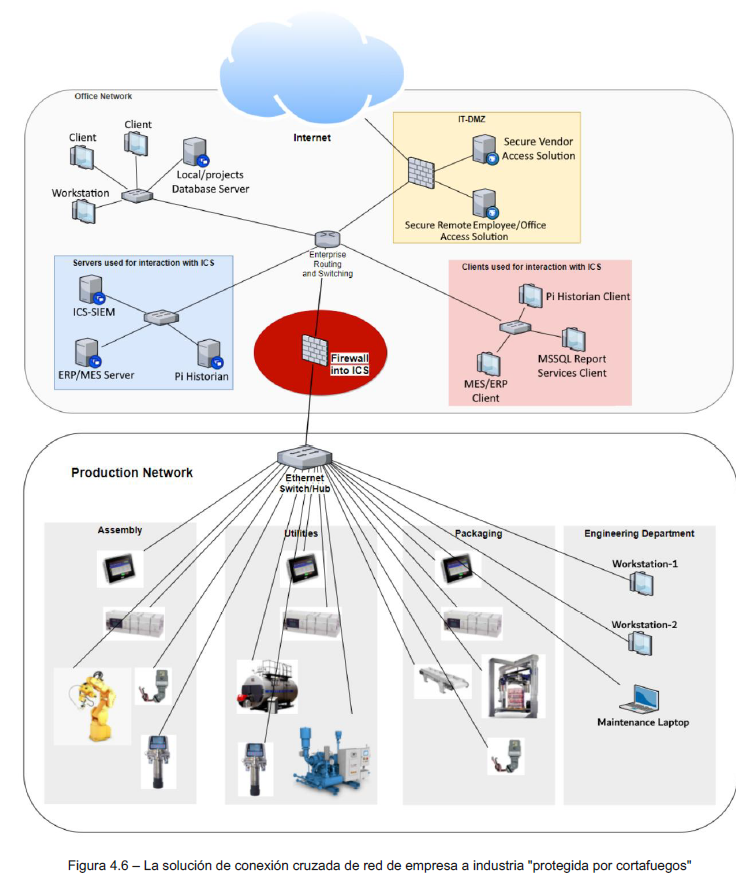 Office Network
Internet
IT-DMZ
Client
Client
Local/projects
Database Server
Workstation
Secure Vendor
Access Solution
Secure Remote Employee/Office
Access Solution
Enterprise
Routing
and Switching
Servers used for interaction with ICS
ICS-SIEM
ERP/MES Server
Pi Historian
Clients used for interaction with ICS
Pi Historian Client
MSSQL Report
Services Client
MES/ERP
Client
Firewall
into ICS
Production Network
Ethernet
Switch/Hub
Assembly
Utilities
Packaging
Engineering Department
Workstation-1
Workstation-2
Maintenance Laptop
Figura 4.6 – La solución de conexión cruzada de red de empresa a industria "protegida por cortafuegos"